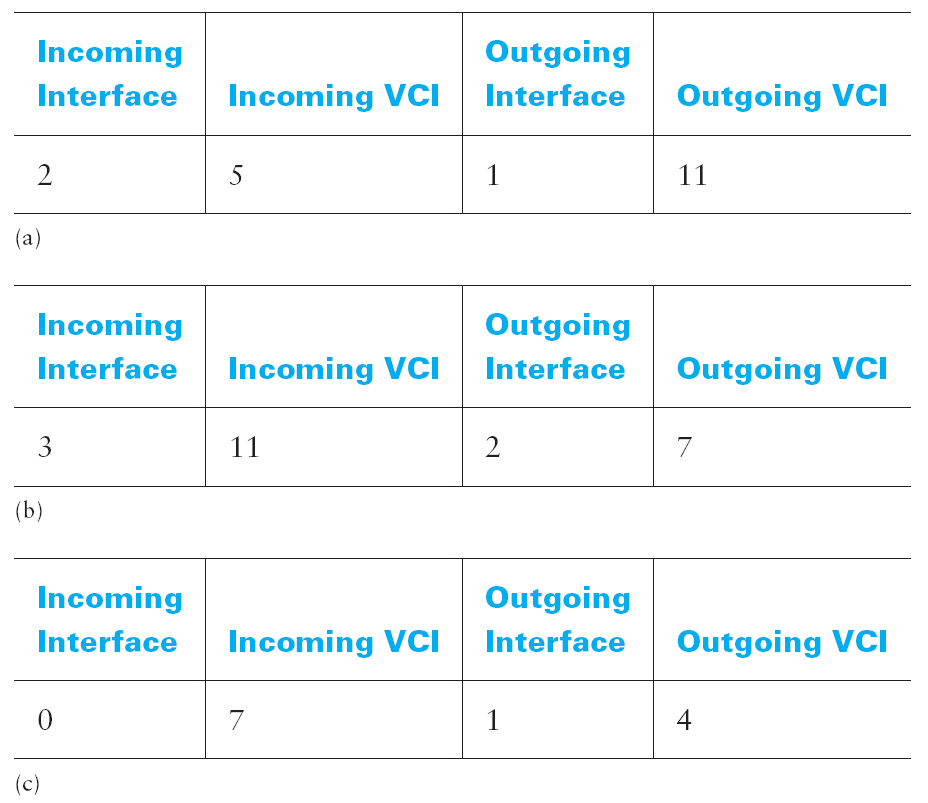 Incoming Outgoing
Interface Incoming VCI Interface Outgoing VCI
2 5 1 11
(a)
Incoming Outgoing
Interface Incoming VCI Interface Outgoing VCI
3 11 2 7
(b)
Incoming Outgoing
Interface Incoming VCI Interface Outgoing VCI
0 7 1 4
(c)